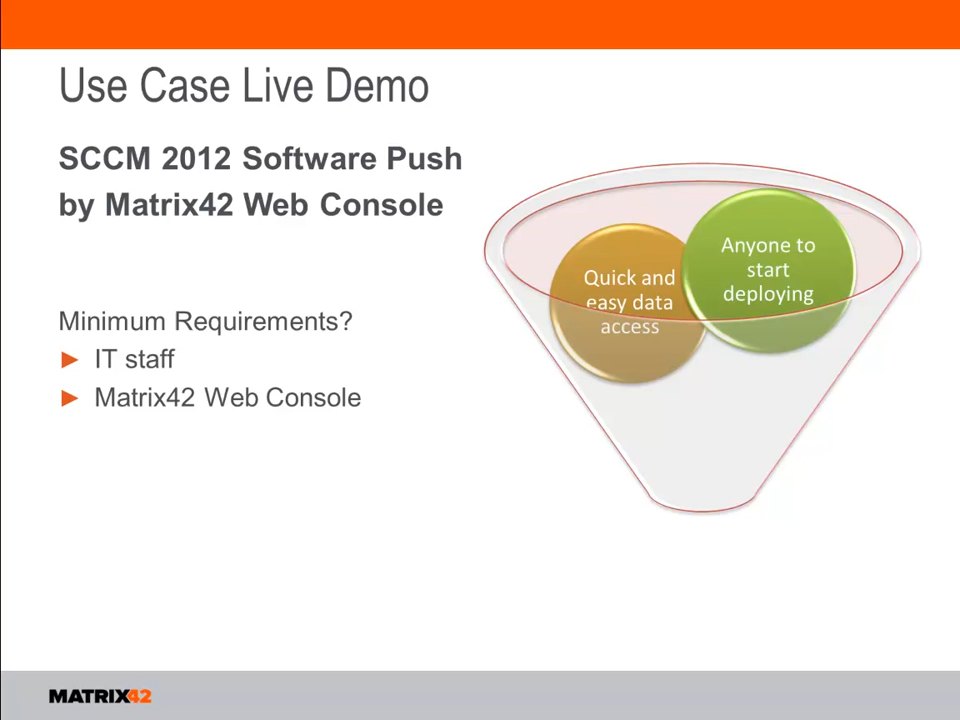 Use Case Live Demo
SCCM 2012 Software Push
by Matrix42 Web Console
Minimum Requirements?
► IT staff
► Matrix42 Web Console
Quick and
easy data
access
Anyone to
start
deploying
MATRIX42